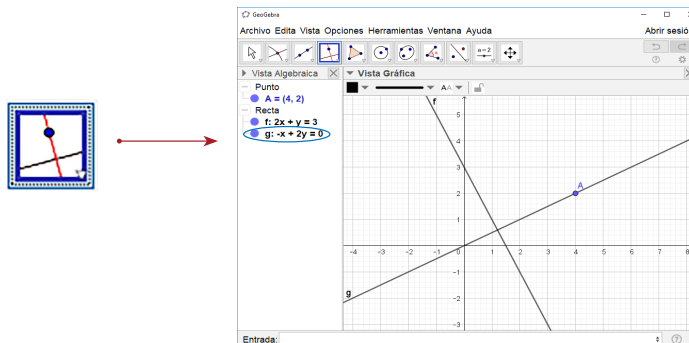 GeoGebra
Archivo Edita Vista Opciones Herramientas Ventana Ayuda
Abrir sesió
a=2
Vista Algebraica
Vista Gráfica
Punto
A = (4, 2)
Recta
f: 2x + y = 3
g: -x + 2y = 0
AA
f
5
4
3
2
1
A
-4 -3 -2 -1 0 1 2 3 4 5 6 7 8
-1
g
-2
-3
Entrada: